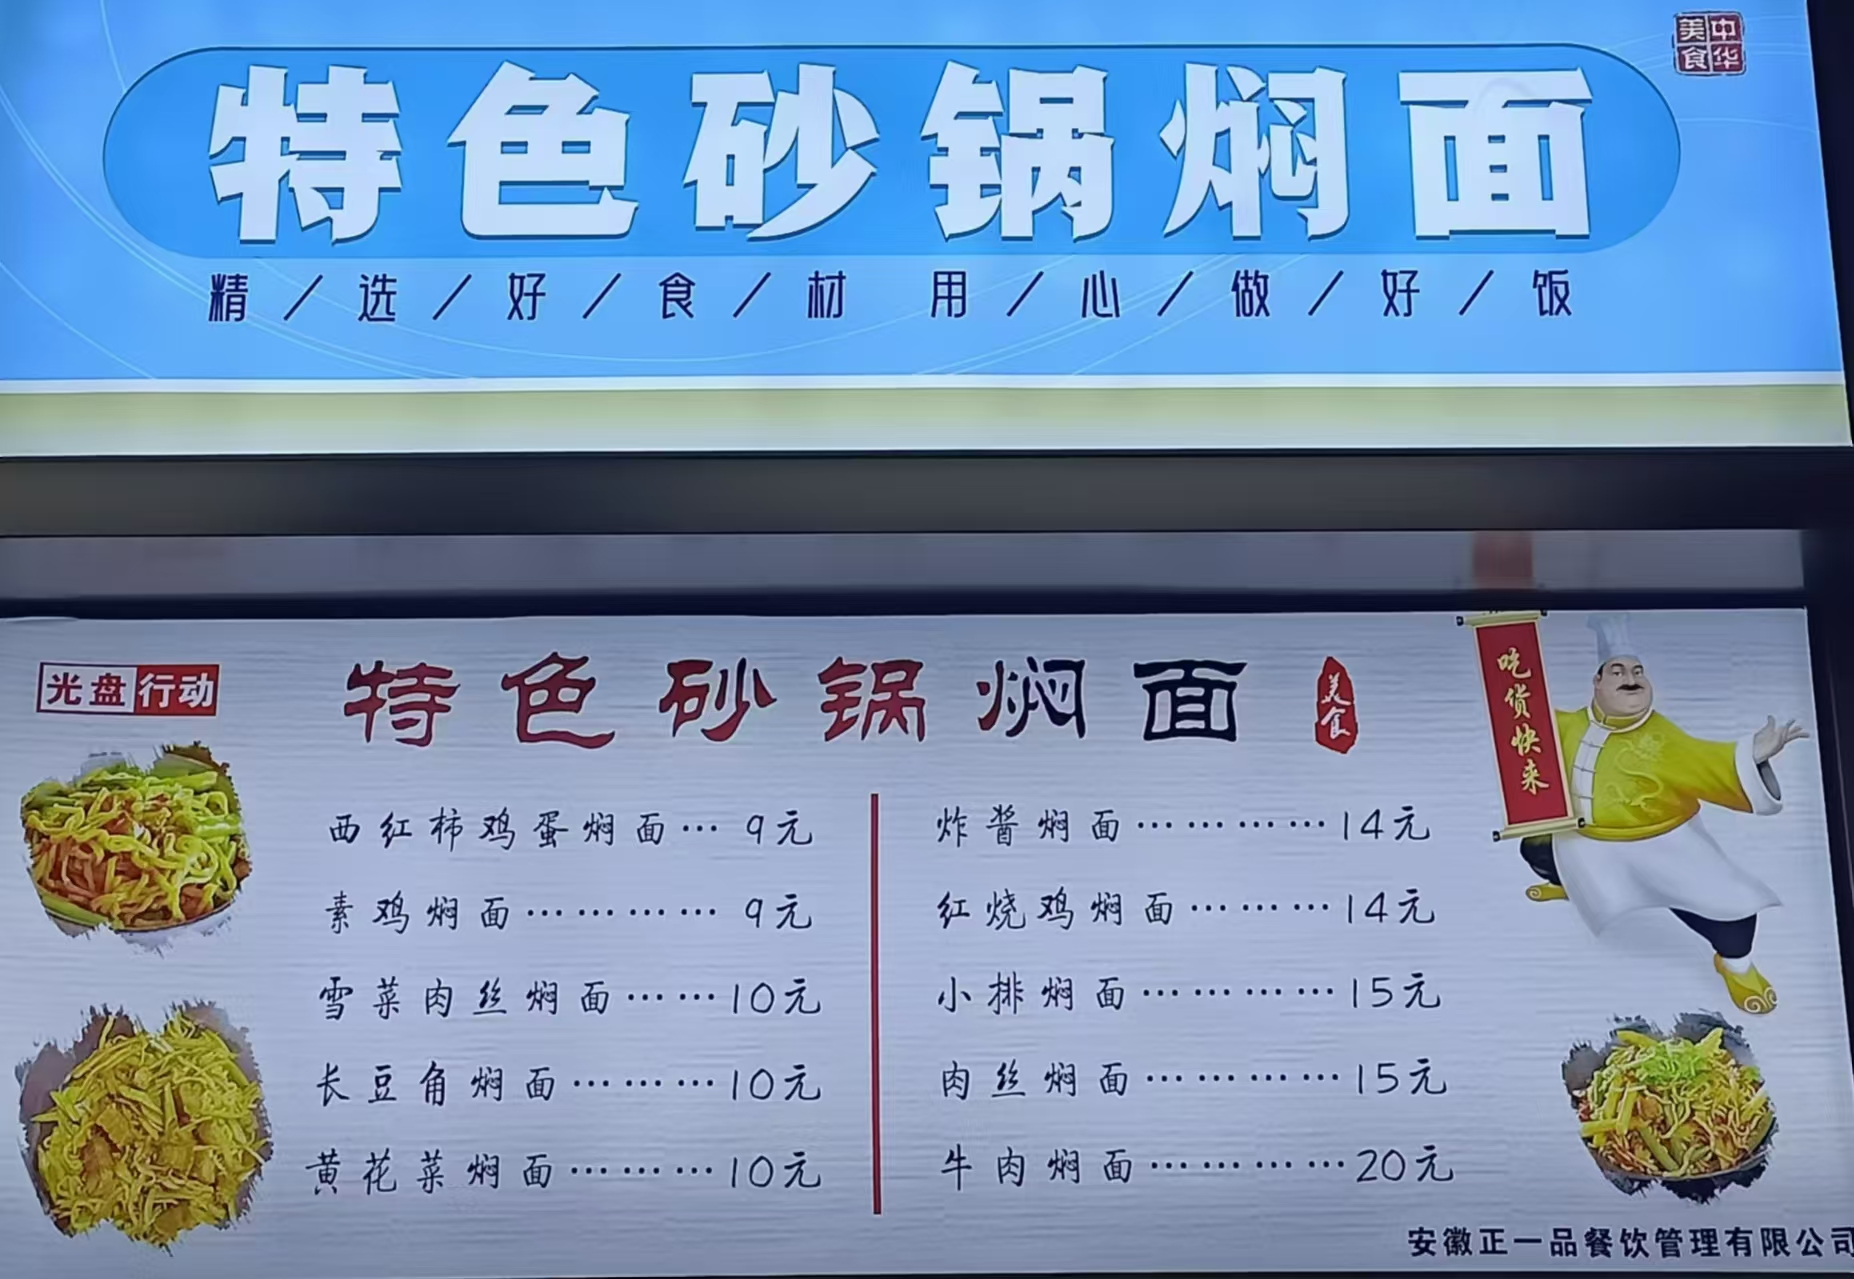 中华美食
特色砂锅焖面
精/选/好/食/材 用/心/做/好/饭
光盘行动
特色砂锅焖面
美食
吃货快来
西红柿鸡蛋焖面… 9元
素鸡焖面………… 9元
雪菜肉丝焖面……10元
长豆角焖面………10元
黄花菜焖面………10元
炸酱焖面…………14元
红烧鸡焖面………14元
小排焖面…………15元
肉丝焖面…………15元
牛肉焖面…………20元
安徽正一品餐饮管理有限公司